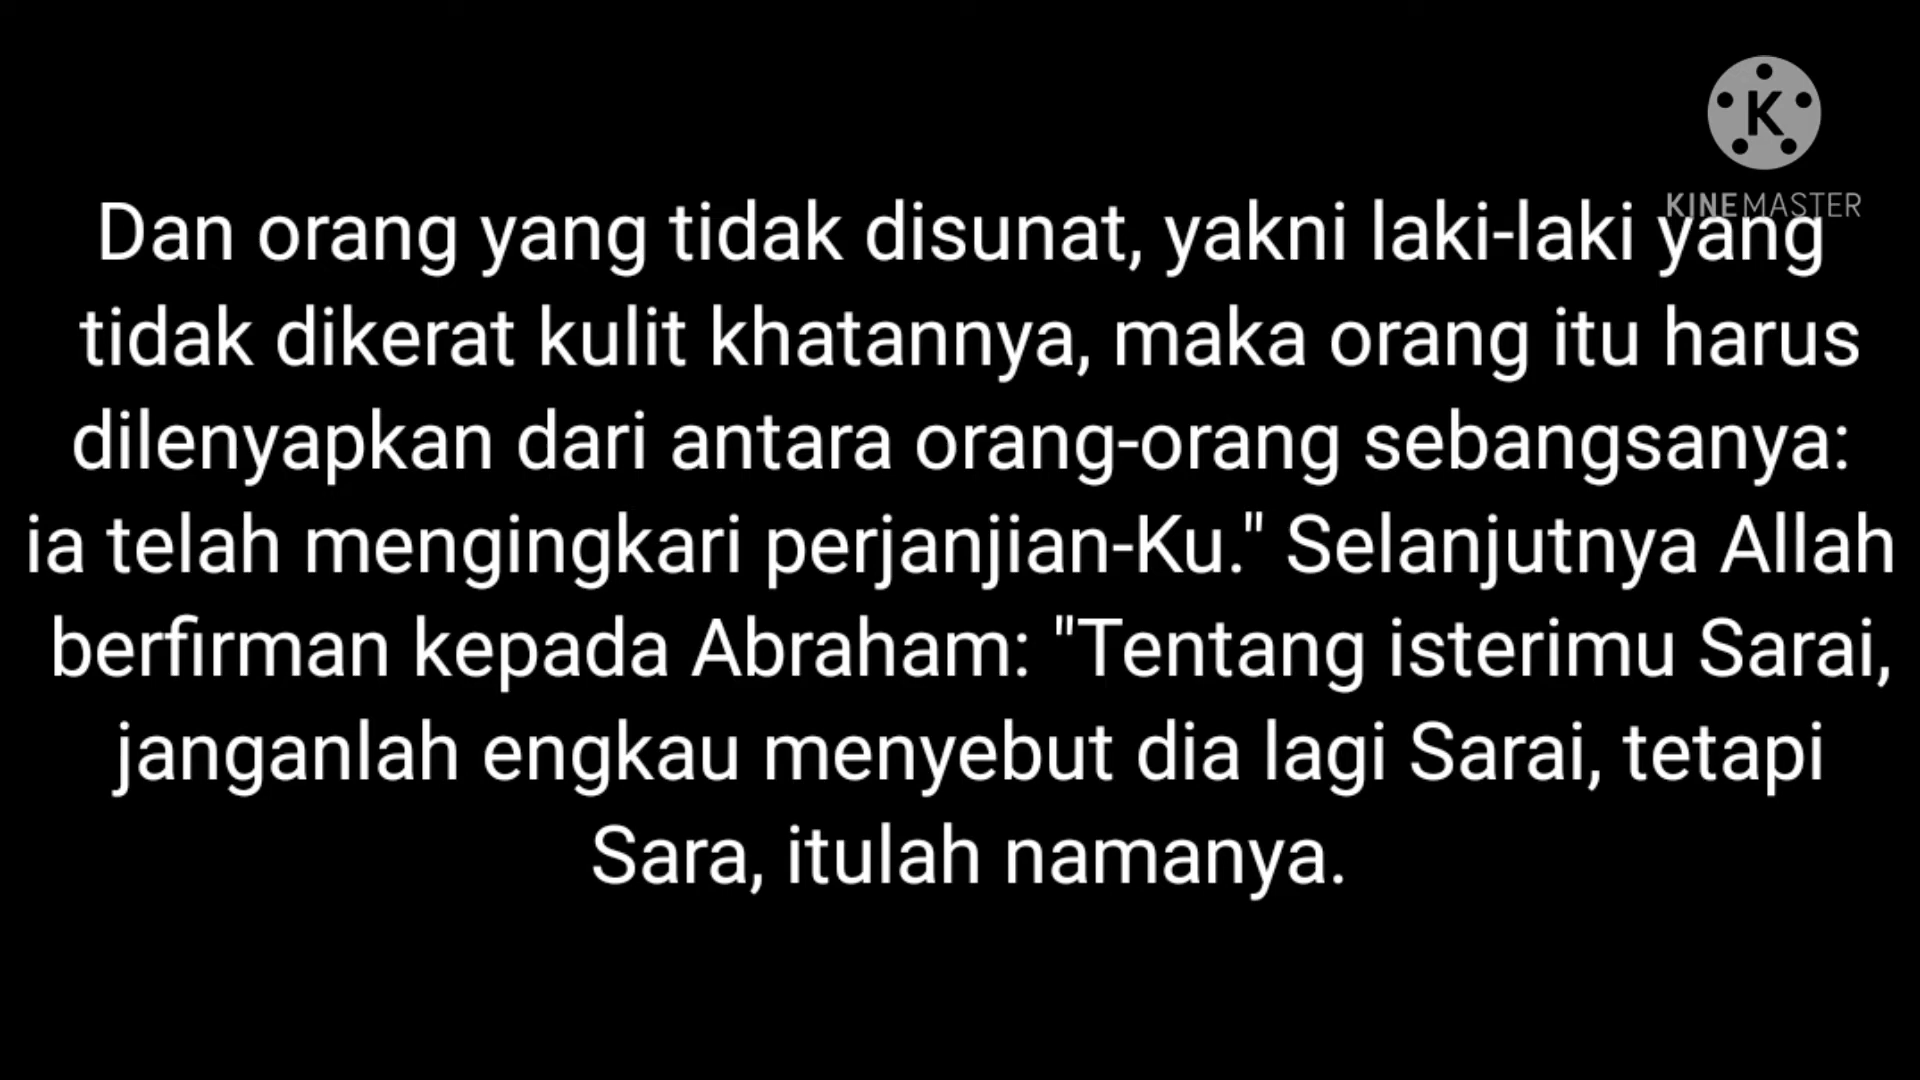 K
KINEMASTER
Dan orang yang tidak disunat, yakni laki-laki yang
tidak dikerat kulit khatannya, maka orang itu harus
dilenyapkan dari antara orang-orang sebangsanya:
ia telah mengingkari perjanjian-Ku." Selanjutnya Allah
berfirman kepada Abraham: "Tentang isterimu Sarai,
janganlah engkau menyebut dia lagi Sarai, tetapi
Sara, itulah namanya.